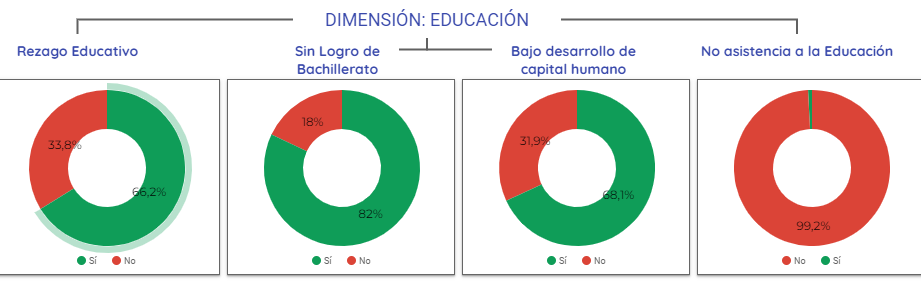 DIMENSIÓN: EDUCACIÓN
Rezago Educativo
Sin Logro de
Bachillerato
Bajo desarrollo de
capital humano
No asistencia a la Educación
33,8%
66,2%
Sí No
18%
82%
Sí No
31,9%
68,1%
Sí No
99,2%
No Sí